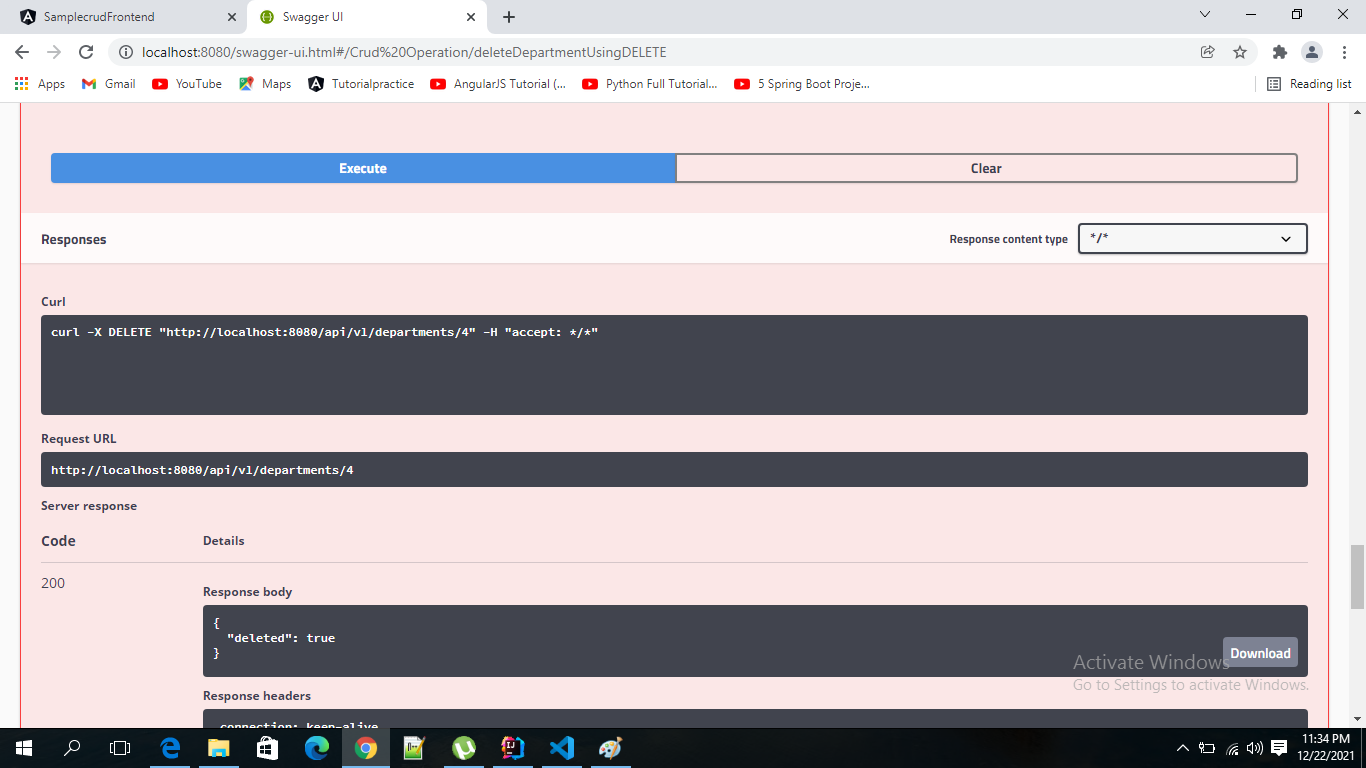 SamplecrudFrontend
Swagger UI
localhost:8080/swagger-ui.html#/Crud%20Operation/deleteDepartmentUsingDELETE
Apps
Gmail
YouTube
Maps
Tutorialpractice
AngularJS Tutorial (...
Python Full Tutorial...
5 Spring Boot Proje...
Reading list
Execute
Clear
Responses
Response content type
*/*
Curl
curl -X DELETE "http://localhost:8080/api/v1/departments/4" -H "accept: */*"
Request URL
http://localhost:8080/api/v1/departments/4
Server response
Code
Details
200
Response body
{
"deleted": true
}
Download
Activate Windows
Go to Settings to activate Windows.
Response headers
connection: keep-alive
11:34 PM
12/22/2021